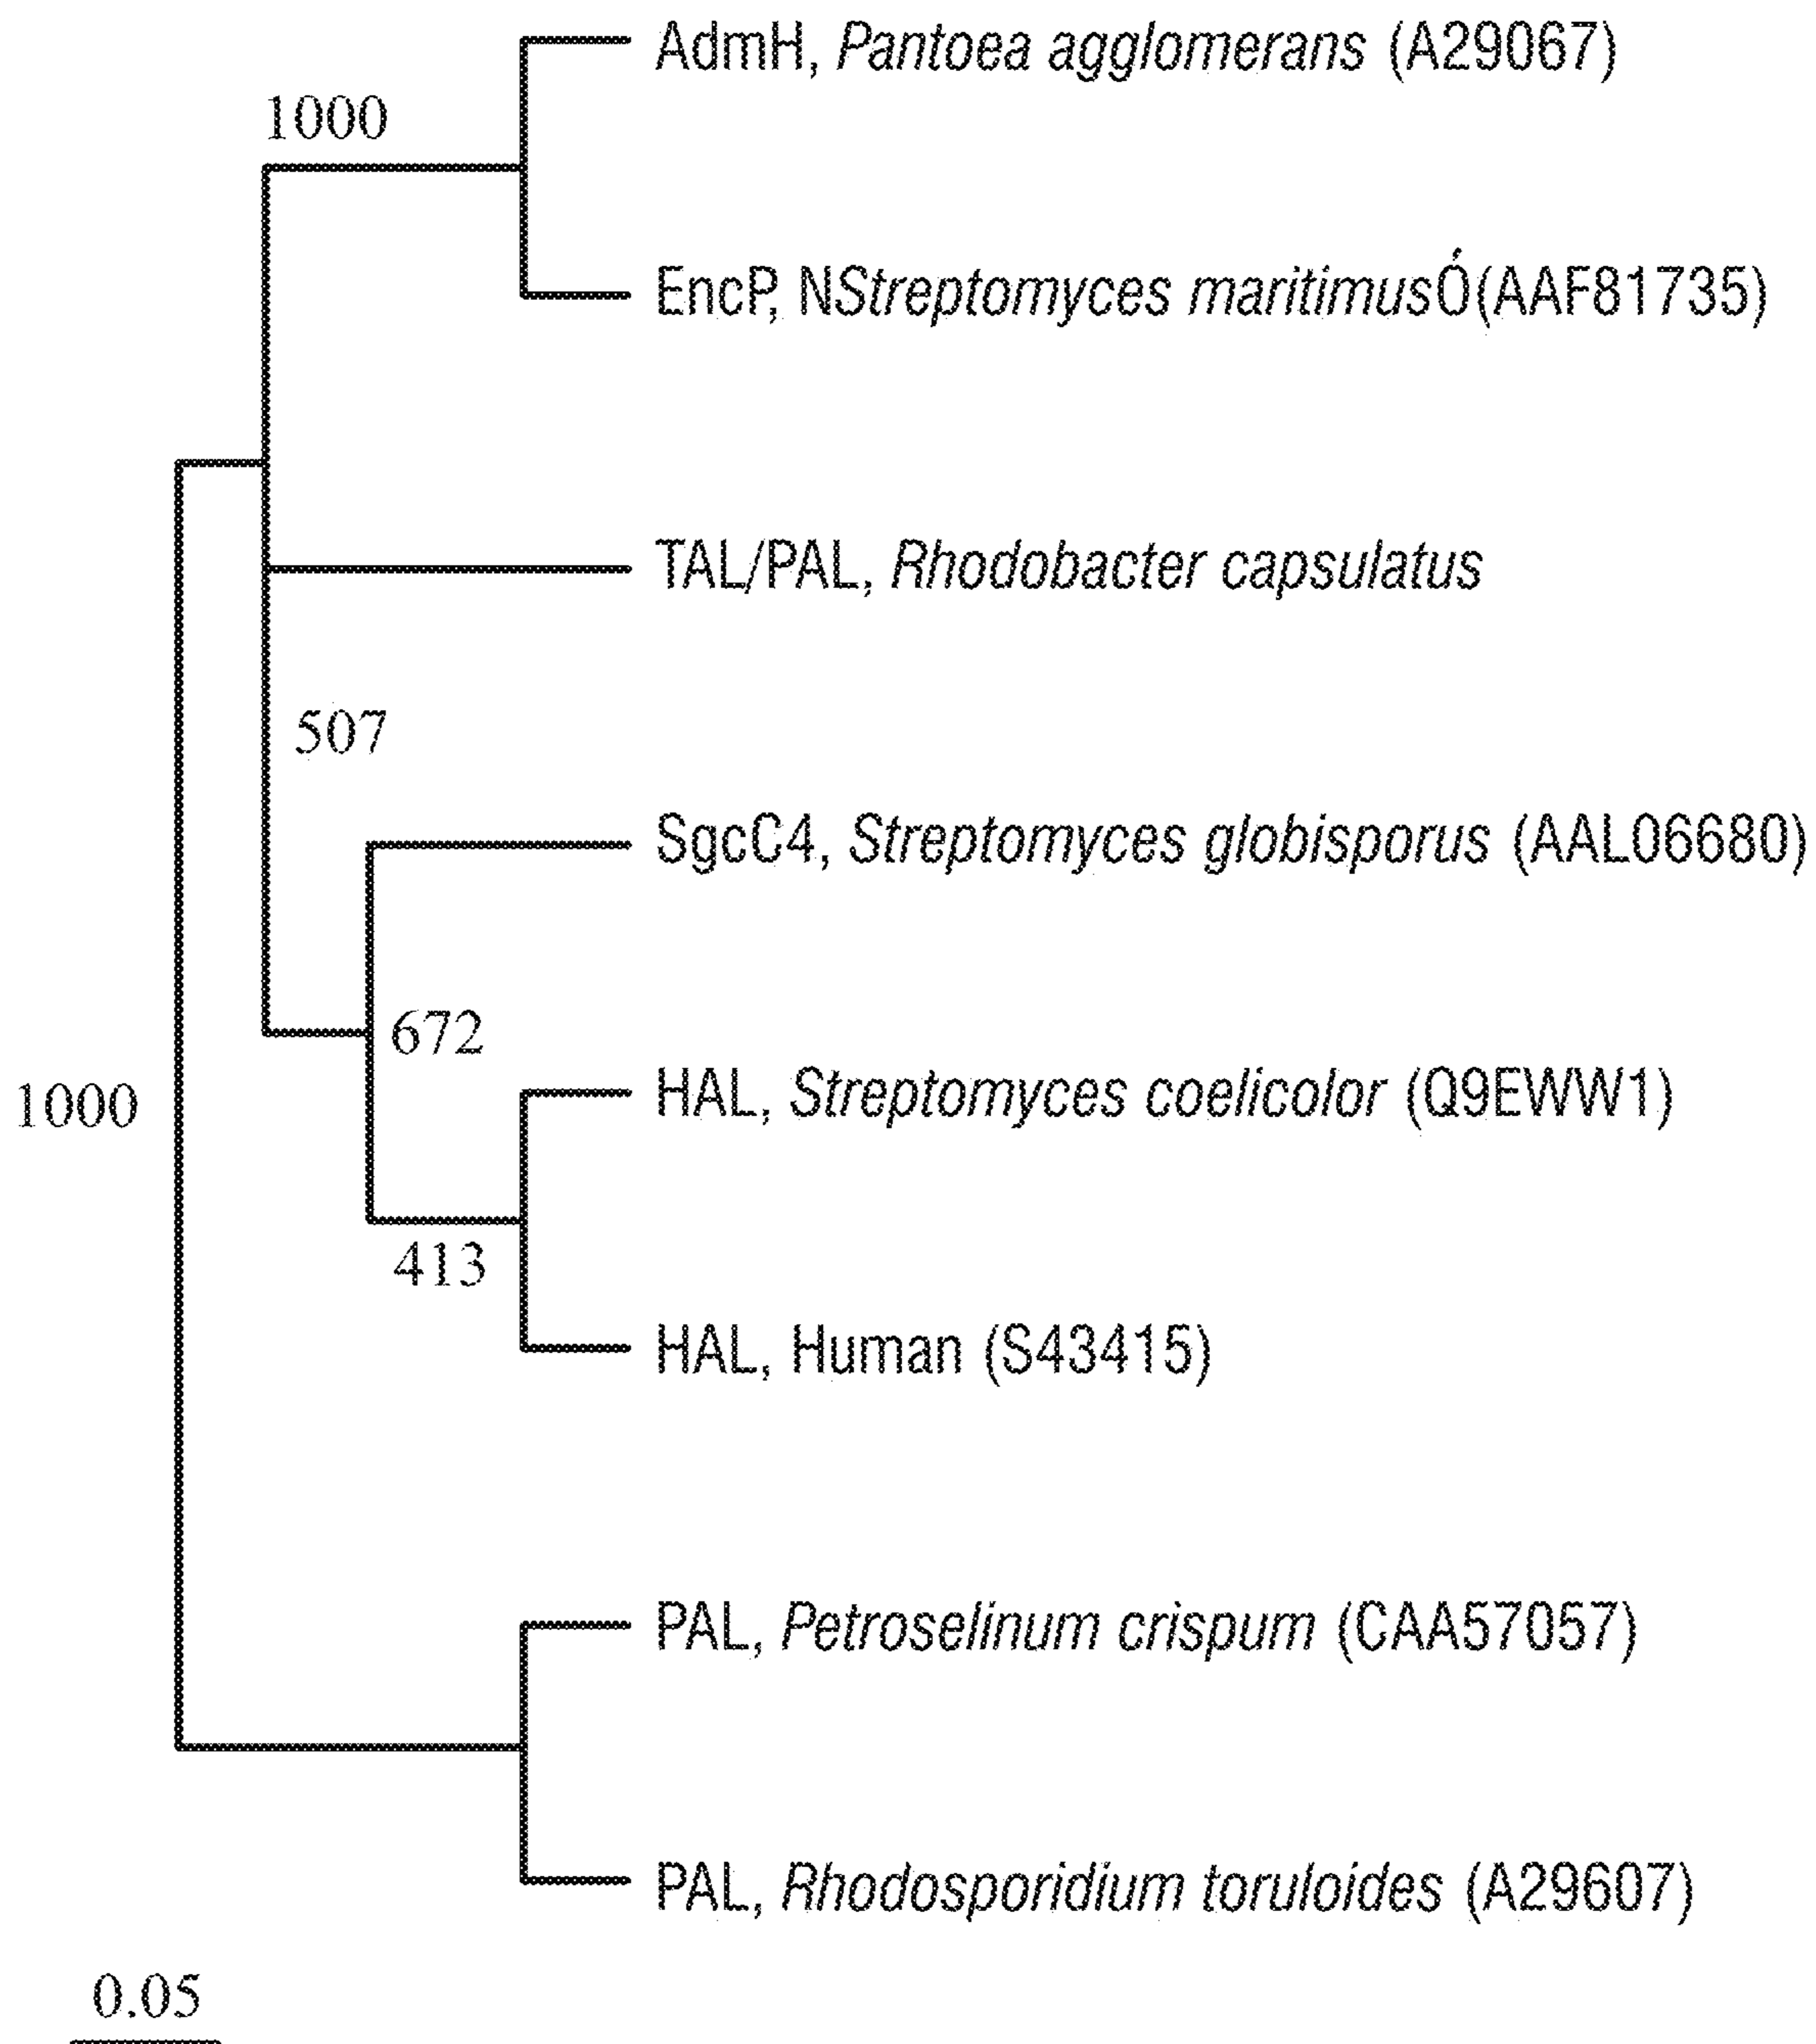 AdmH, Pantoea agglomerans (A29067)
1000
EncP, NStreptomyces maritimusÓ(AAF81735)
TAL/PAL, Rhodobacter capsulatus
507
SgcC4, Streptomyces globisporus (AAL06680)
672
HAL, Streptomyces coelicolor (Q9EWW1)
1000
413
HAL, Human (S43415)
PAL, Petroselinum crispum (CAA57057)
PAL, Rhodosporidium toruloides (A29607)
0.05